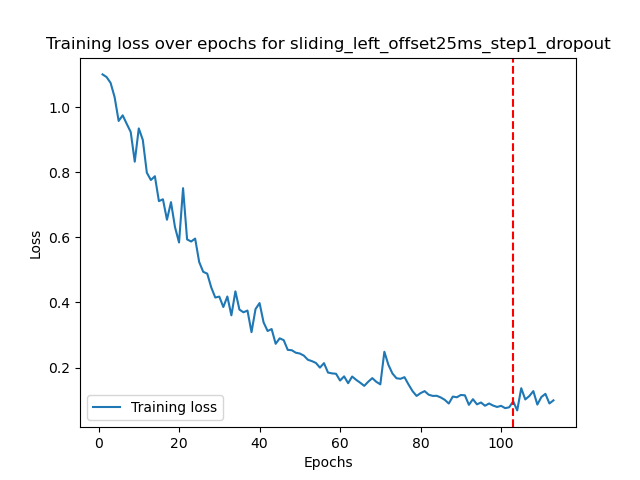 Training loss over epochs for sliding_left_offset25ms_step1_dropout
Loss
1.0
0.8
0.6
0.4
0.2
Training loss
0 20 40 60 80 100
Epochs